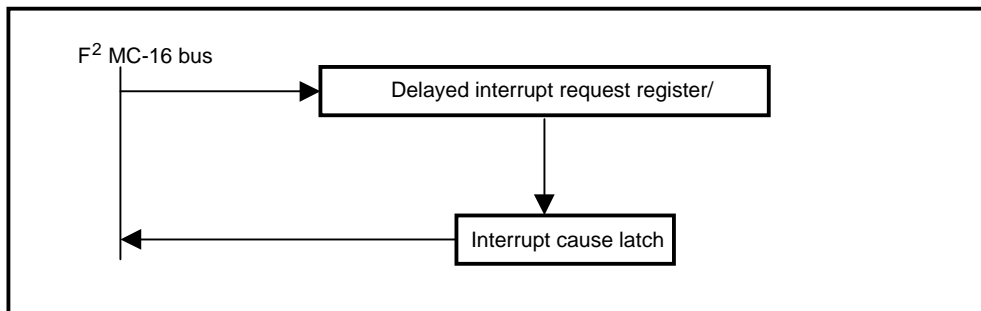 F² MC-16 bus
Delayed interrupt request register/
Interrupt cause latch